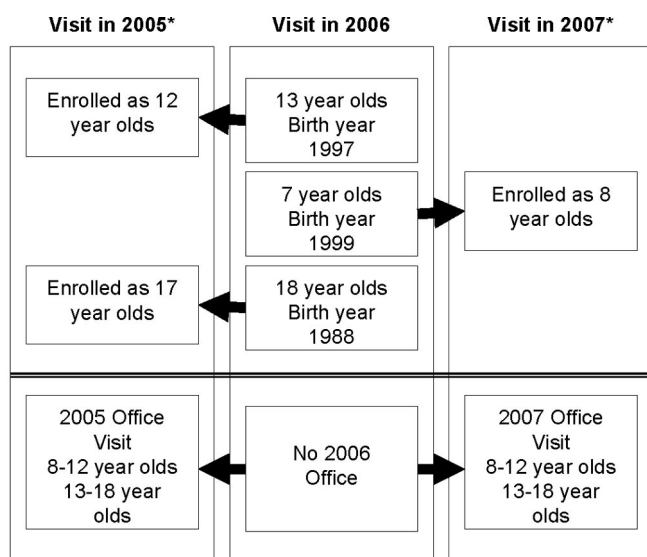 Visit in 2005*
Visit in 2006
Visit in 2007*
Enrolled as 12
year olds
13 year olds
Birth year
1997
7 year olds
Birth year
1999
Enrolled as 8
year olds
Enrolled as 17
year olds
18 year olds
Birth year
1988
2005 Office
Visit
8-12 year olds
13-18 year
olds
No 2006
Office
2007 Office
Visit
8-12 year olds
13-18 year
olds